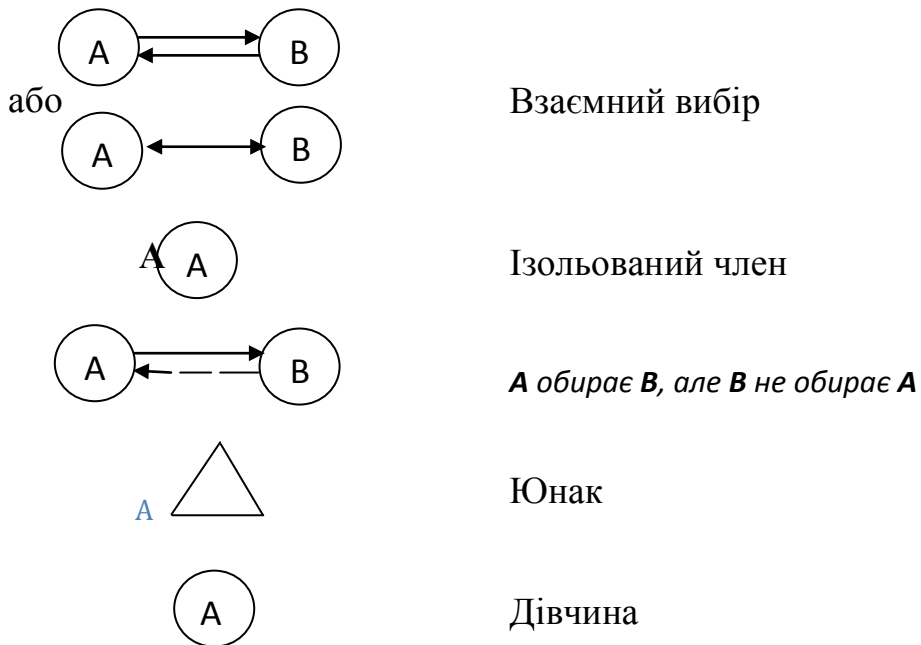 A B
або Взаємний вибір
A B
A A Ізольований член
A B
A обирає B, але B не обирає A
A Юнак
A Дівчина